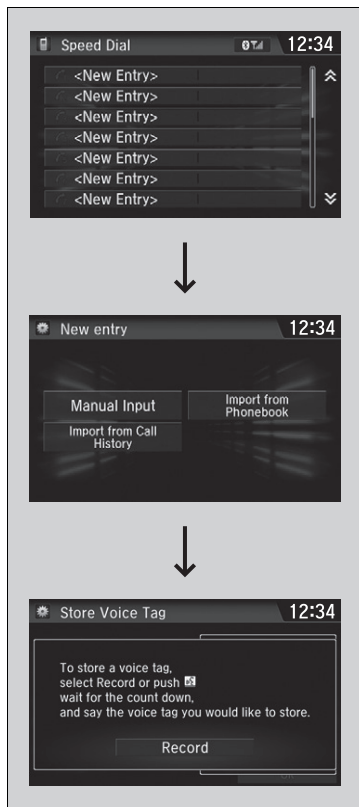 Speed Dial 12:34
<New Entry>
<New Entry>
<New Entry>
<New Entry>
<New Entry>
<New Entry>
<New Entry>
New entry 12:34
Manual Input
Import from
Phonebook
Import from Call
History
Store Voice Tag 12:34
To store a voice tag,
select Record or push
wait for the count down,
and say the voice tag you would like to store.
Record